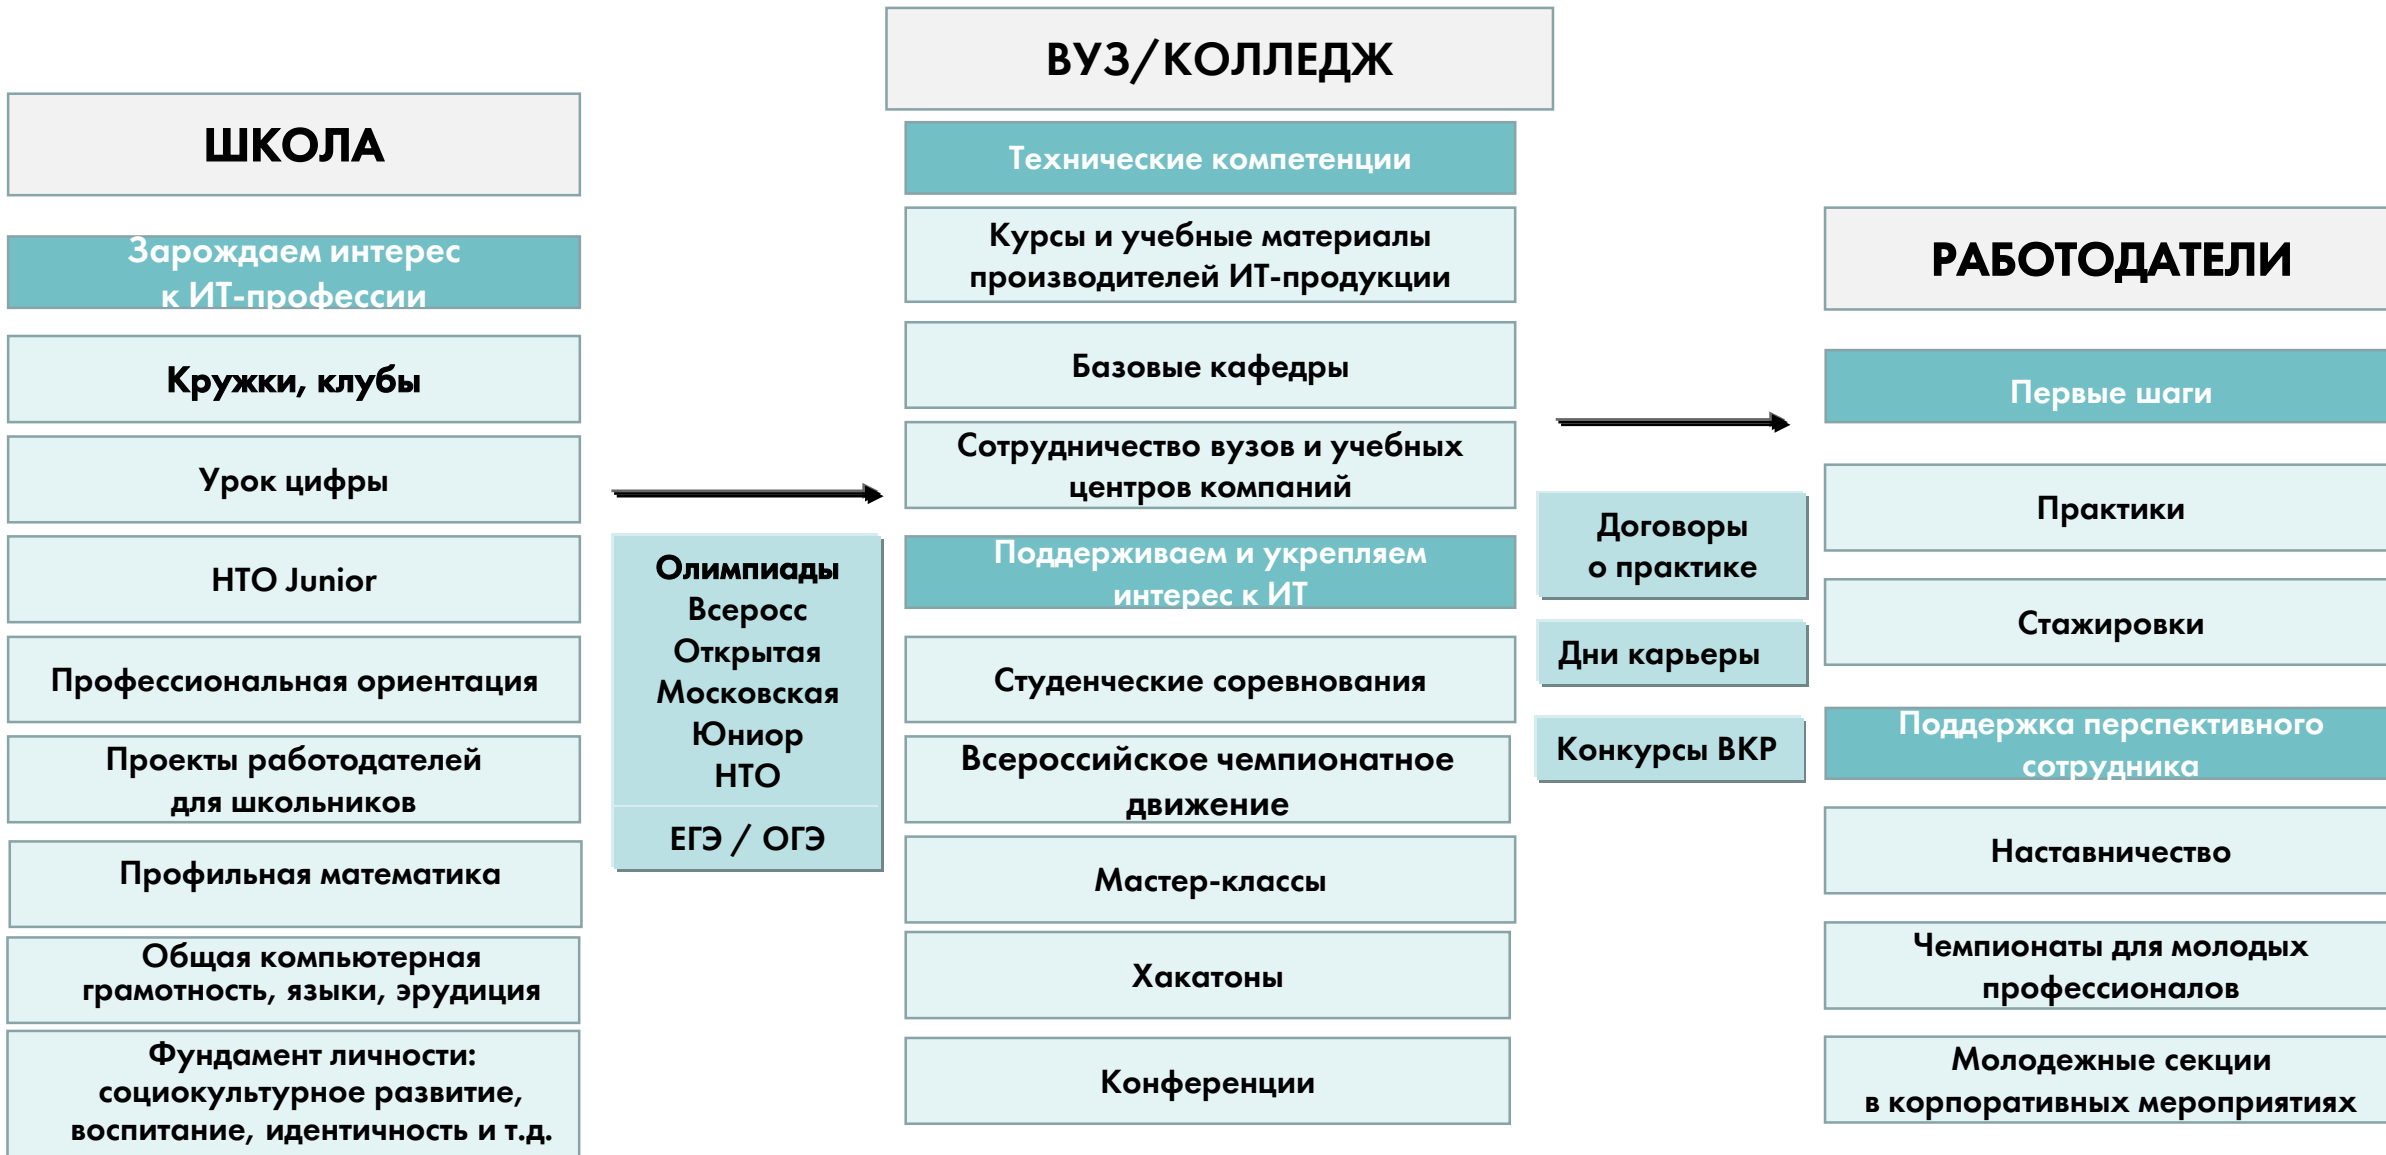 ШКОЛА
Зарождаем интерес
к ИТ-профессии
Кружки, клубы
Урок цифры
НТО Junior
Профессиональная ориентация
Проекты работодателей
для школьников
Профильная математика
Общая компьютерная
грамотность, языки, эрудиция
Фундамент личности:
социокультурное развитие,
воспитание, идентичность и т.д.
Олимпиады
Всеросс
Открытая
Московская
Юниор
НТО
ЕГЭ / ОГЭ
ВУЗ/КОЛЛЕДЖ
Технические компетенции
Курсы и учебные материалы
производителей ИТ-продукции
Базовые кафедры
Сотрудничество вузов и учебных
центров компаний
Поддерживаем и укрепляем
интерес к ИТ
Студенческие соревнования
Всероссийское чемпионатное
движение
Мастер-классы
Хакатоны
Конференции
Договоры
о практике
Дни карьеры
Конкурсы ВКР
РАБОТОДАТЕЛИ
Первые шаги
Практики
Стажировки
Поддержка перспективного
сотрудника
Наставничество
Чемпионаты для молодых
профессионалов
Молодежные секции
в корпоративных мероприятиях